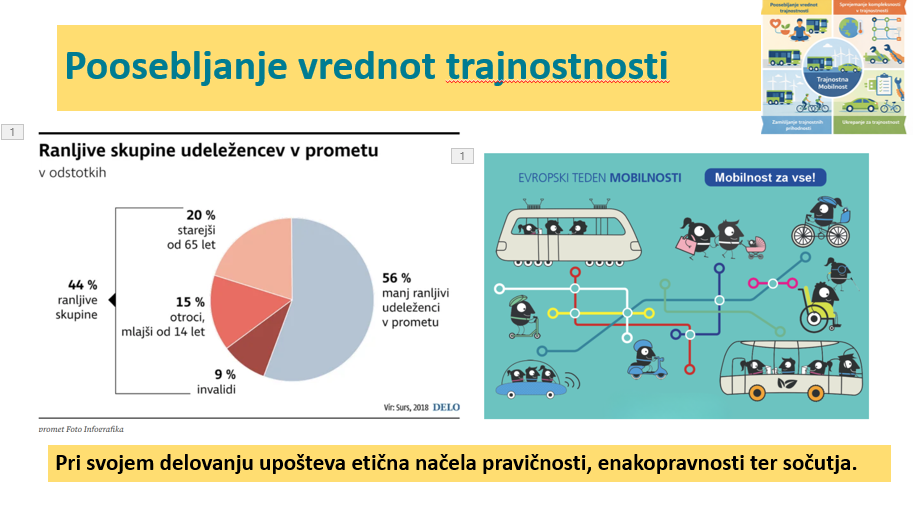 Poosebljanje vrednot trajnostnosti
Poosebljanje vrednot
trajnostnosti
Sprejemanje kompleksnosti
v trajnostnosti
Trajnostna
Mobilnost
Zamišljanje trajnostnih
prihodnosti
Ukrepanje za trajnostnost
1
Ranljive skupine udeležencev v prometu
v odstotkih
20 %
starejši
od 65 let
44 %
ranljive
skupine
15 %
otroci,
mlajši od 14 let
9 %
invalidi
56 %
manj ranljivi
udeleženci
v prometu
Vir: Surs, 2018 DELO
promet Foto Infografika
1
EVROPSKI TEDEN MOBILNOSTI
Mobilnost za vse!
Pri svojem delovanju upošteva etična načela pravičnosti, enakopravnosti ter sočutja.